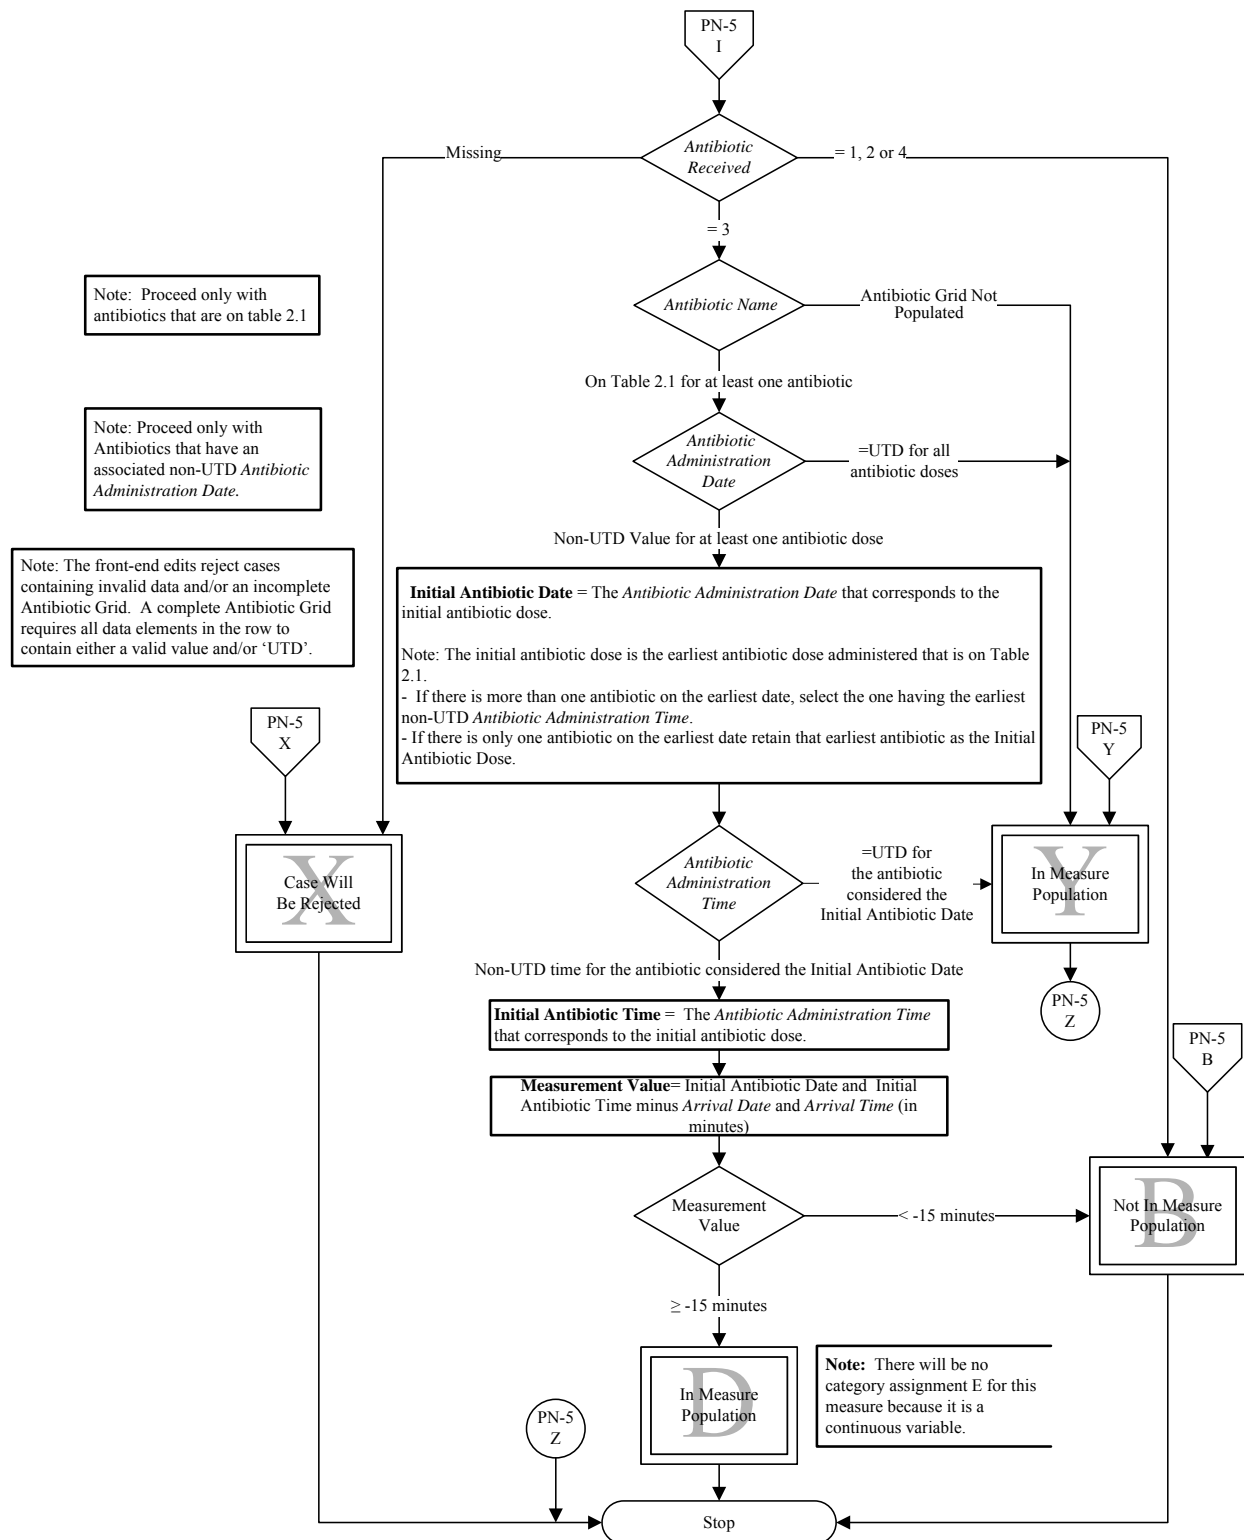 PN-5
I
Antibiotic
Received
Missing
= 1, 2 or 4
= 3
Note:  Proceed only with
antibiotics that are on table 2.1
Antibiotic Name
Antibiotic Grid Not
Populated
On Table 2.1 for at least one antibiotic
Note: Proceed only with
Antibiotics that have an
associated non-UTD Antibiotic
Administration Date.
Antibiotic
Administration
Date
=UTD for all
antibiotic doses
Non-UTD Value for at least one antibiotic dose
Note: The front-end edits reject cases
containing invalid data and/or an incomplete
Antibiotic Grid.  A complete Antibiotic Grid
requires all data elements in the row to
contain either a valid value and/or ‘UTD’.
Initial Antibiotic Date = The Antibiotic Administration Date that corresponds to the
initial antibiotic dose.
Note: The initial antibiotic dose is the earliest antibiotic dose administered that is on Table
2.1.
-  If there is more than one antibiotic on the earliest date, select the one having the earliest
non-UTD Antibiotic Administration Time.
- If there is only one antibiotic on the earliest date retain that earliest antibiotic as the Initial
Antibiotic Dose.
PN-5
X
PN-5
Y
X
Case Will
Be Rejected
Antibiotic
Administration
Time
=UTD for
the antibiotic
considered the
Initial Antibiotic Date
Y
In Measure
Population
Non-UTD time for the antibiotic considered the Initial Antibiotic Date
PN-5
Z
Initial Antibiotic Time =  The Antibiotic Administration Time
that corresponds to the initial antibiotic dose.
PN-5
B
Measurement Value= Initial Antibiotic Date and  Initial
Antibiotic Time minus Arrival Date and Arrival Time (in
minutes)
Measurement
Value
< -15 minutes
B
Not In Measure
Population
≥ -15 minutes
D
In Measure
Population
Note:  There will be no
category assignment E for this
measure because it is a
continuous variable.
PN-5
Z
Stop